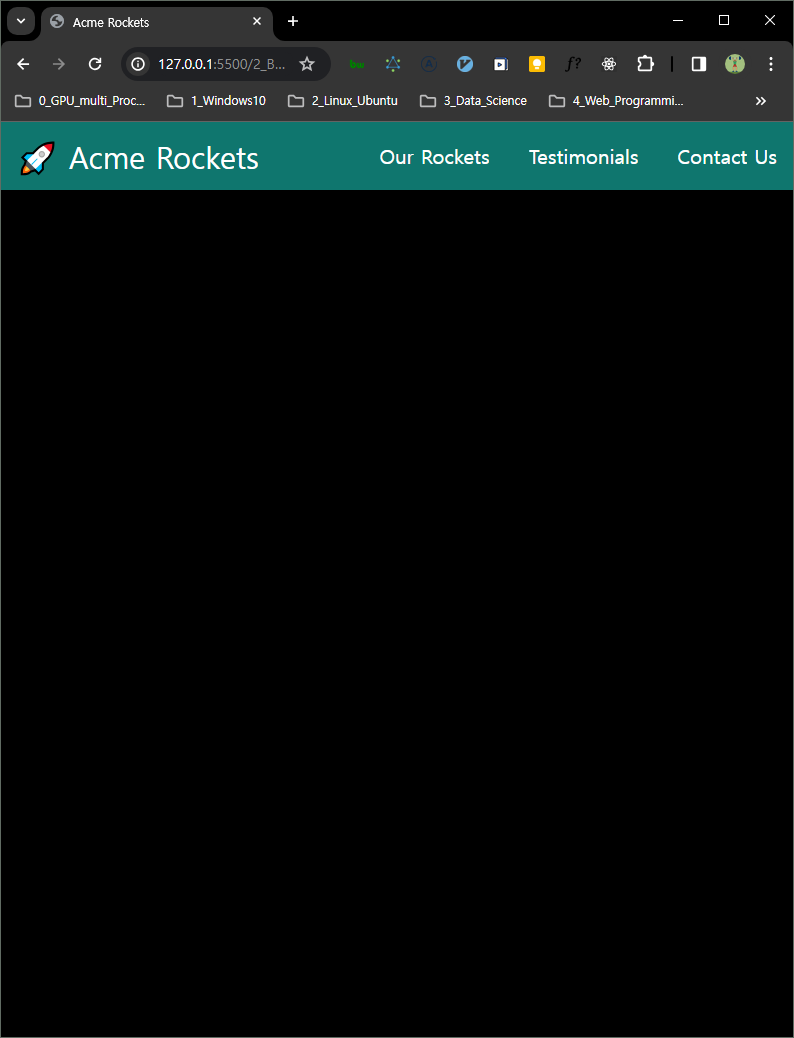 Acme Rockets
127.0.0.1:5500/2_B...
bw
f?
0_GPU_multi_Proc...
1_Windows10
2_Linux_Ubuntu
3_Data_Science
4_Web_Programmi...
Acme Rockets
Our Rockets
Testimonials
Contact Us